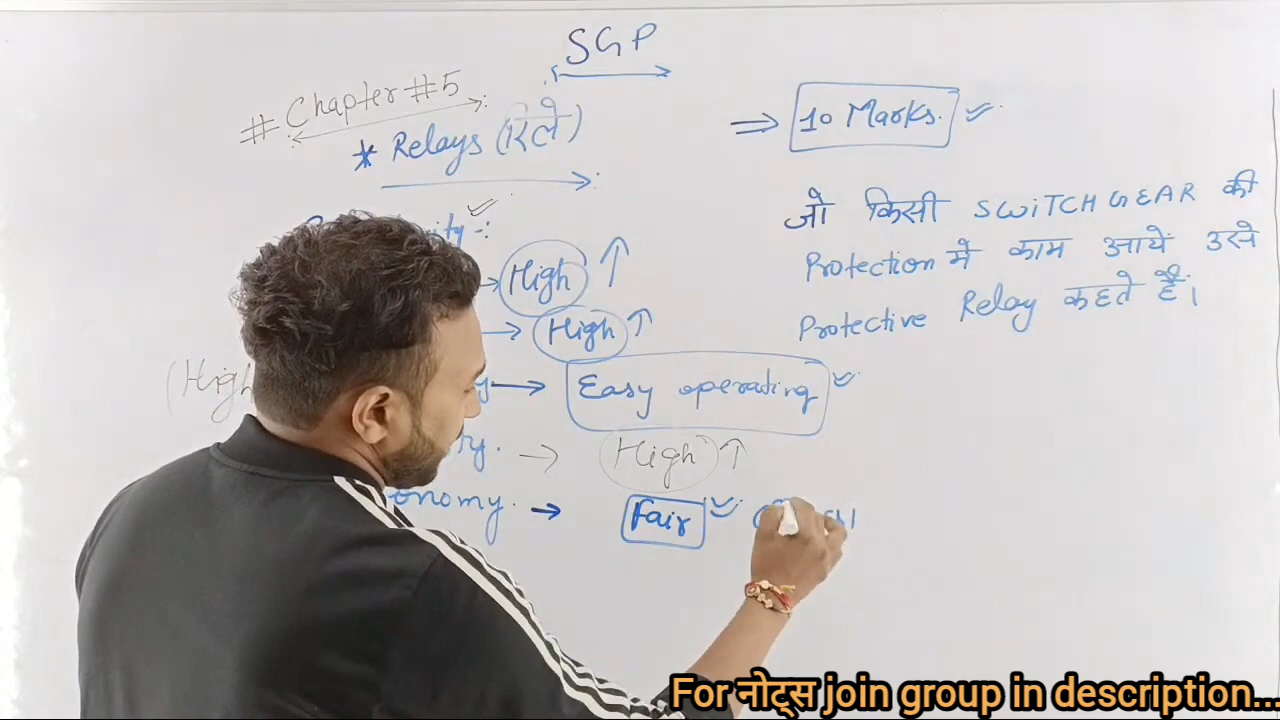 SGP
# Chapter #5
* Relays (रिले)
⇒ 10 Marks.
जो किसी SWITCHGEAR की
Protection में काम आयें उसे
Protective Relay कहते हैं।
→ High ↑
→ High ↑
(High
→ Easy operating
→ High ↑
onomy. → Fair
For नोट्स join group in description...